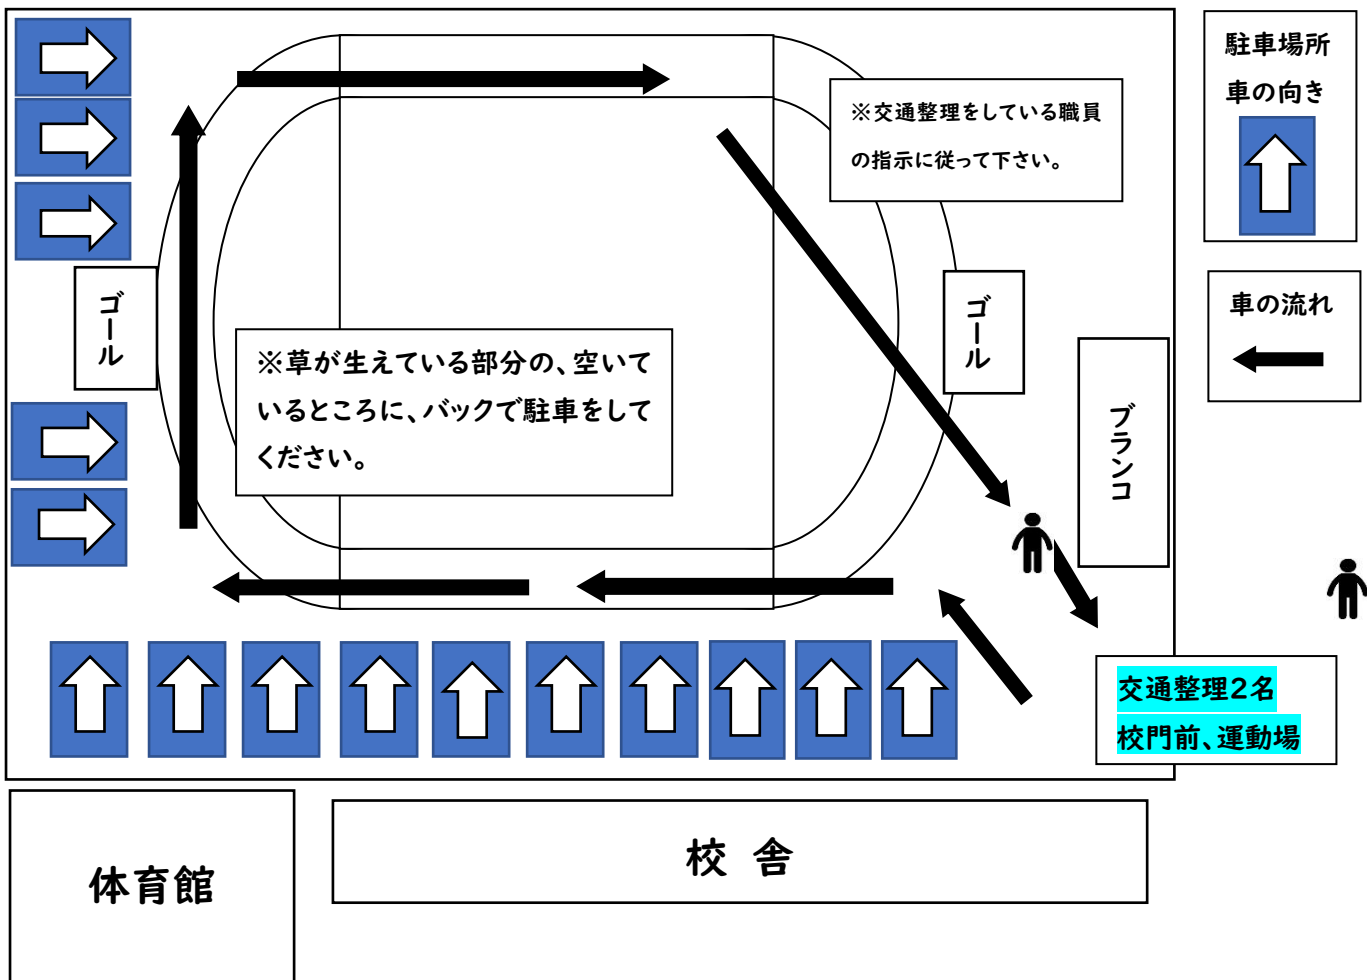 駐車場所
車の向き
※交通整理をしている職員
の指示に従って下さい。
ゴール
ゴール
車の流れ
※草が生えている部分の、空いて
いるところに、バックで駐車をして
ください。
ブランコ
交通整理2名
校門前、運動場
校 舎
体育館